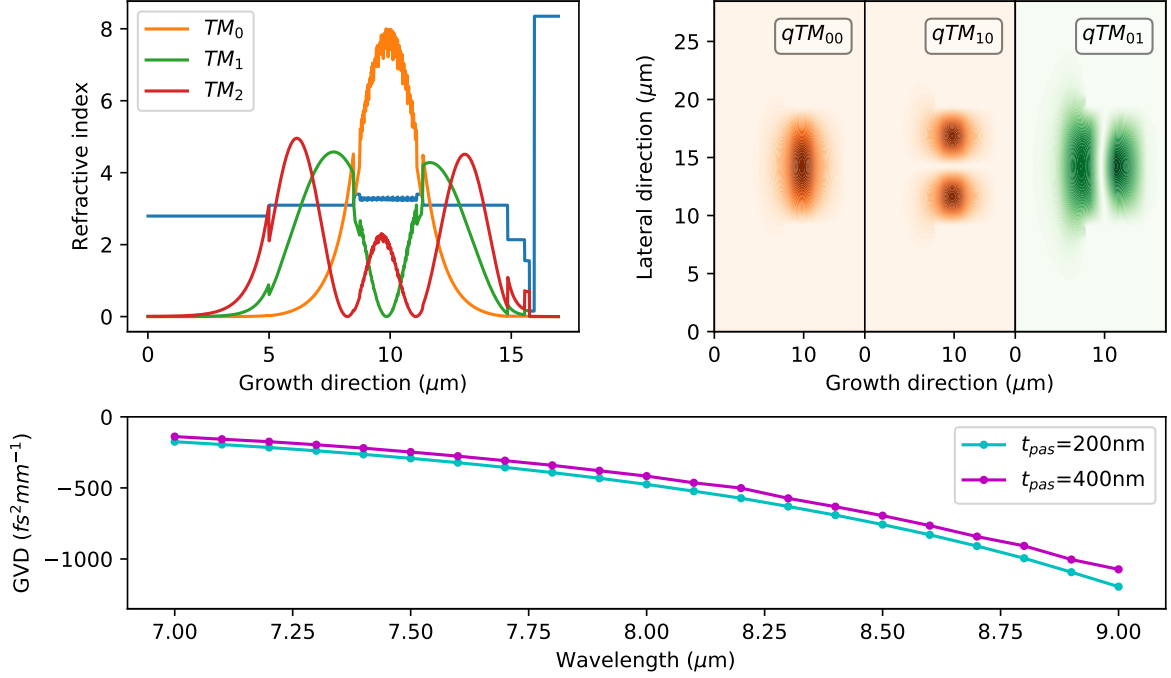 8
6
4
2
0
Refractive index
TM₀
TM₁
TM₂
0 5 10 15
Growth direction (μm)
25
20
15
10
5
0
Lateral direction (μm)
qTM₀₀ qTM₁₀ qTM₀₁
0 10 0 10 0 10
Growth direction (μm)
0
−500
−1000
GVD (fs²mm⁻¹)
t_pas=200nm
t_pas=400nm
7.00 7.25 7.50 7.75 8.00 8.25 8.50 8.75 9.00
Wavelength (μm)